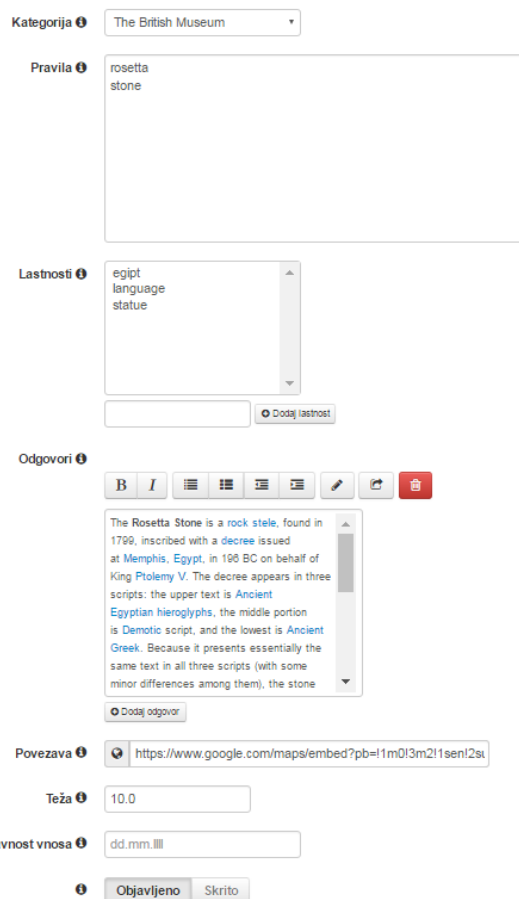 Kategorija The British Museum
Pravila rosetta
stone
Lastnosti egipt
language
statue
Dodaj lastnost
Odgovori
B I
The Rosetta Stone is a rock stele, found in
1799, inscribed with a decree issued
at Memphis, Egypt, in 196 BC on behalf of
King Ptolemy V. The decree appears in three
scripts: the upper text is Ancient
Egyptian hieroglyphs, the middle portion
is Demotic script, and the lowest is Ancient
Greek. Because it presents essentially the
same text in all three scripts (with some
minor differences among them), the stone
Dodaj odgovor
Povezava https://www.google.com/maps/embed?pb=!1m0!3m2!1sen!2su
Teža 10.0
vnost vnosa dd.mm.llll
Objavljeno Skrito